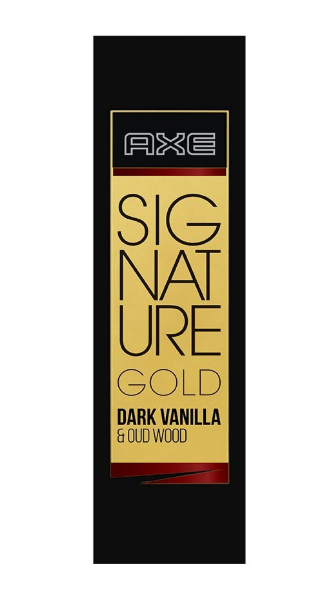 AXE
SIG
NAT
URE
GOLD
DARK VANILLA
& OUD WOOD